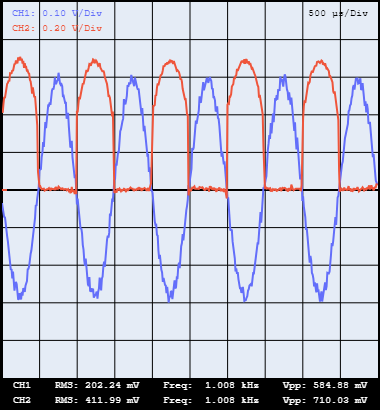 CH1: 0.10 V/Div
500 µs/Div
CH2: 0.20 V/Div
CH1 RMS: 202.24 mV Freq: 1.008 kHz Vpp: 584.88 mV
CH2 RMS: 411.99 mV Freq: 1.008 kHz Vpp: 710.03 mV